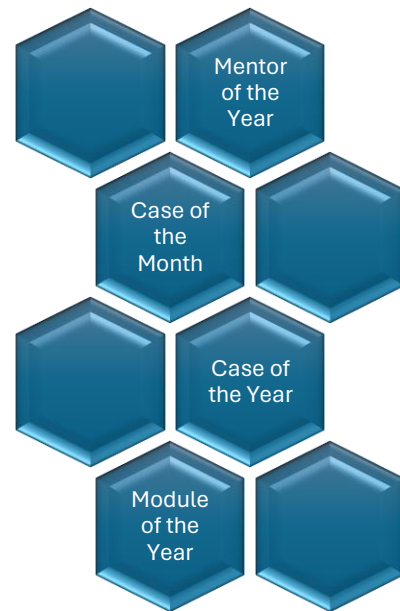 Mentor
of the
Year
Case of
the
Month
Case of
the Year
Module
of the
Year